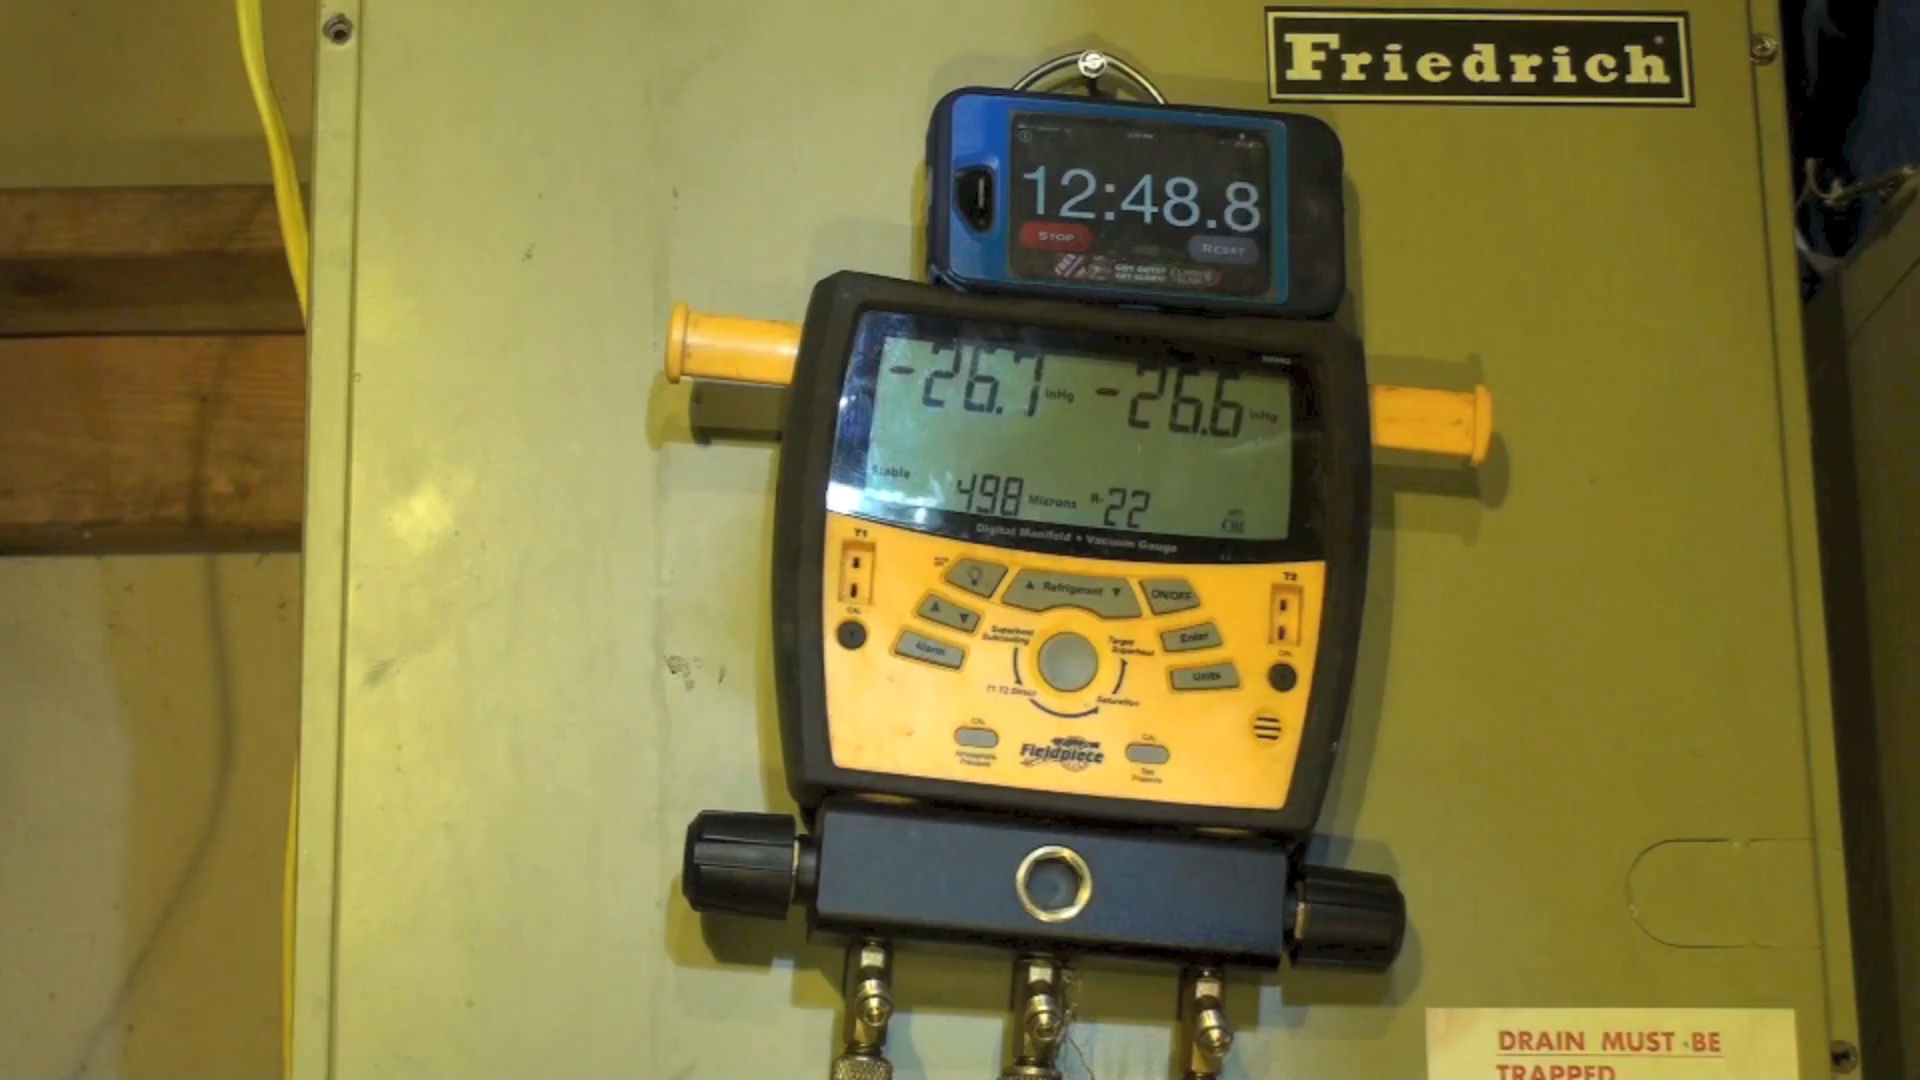 Friedrich
12:48.8
STOP
RESET
-26.7 inHg -26.6 inHg
Stable
498 Microns R-22
Digital Manifold + Vacuum Gauge
T1
T2
▲ Refrigerant ▼
ON/OFF
▲ ▼
CAL
Superheat
Subcooling
Target
Superheat
Enter
CAL
Alarm
Units
T1-T2 Direct
Saturation
CAL
CAL
Fieldpiece
Atmospheric
Pressure
DRAIN MUST BE
TRAPPED